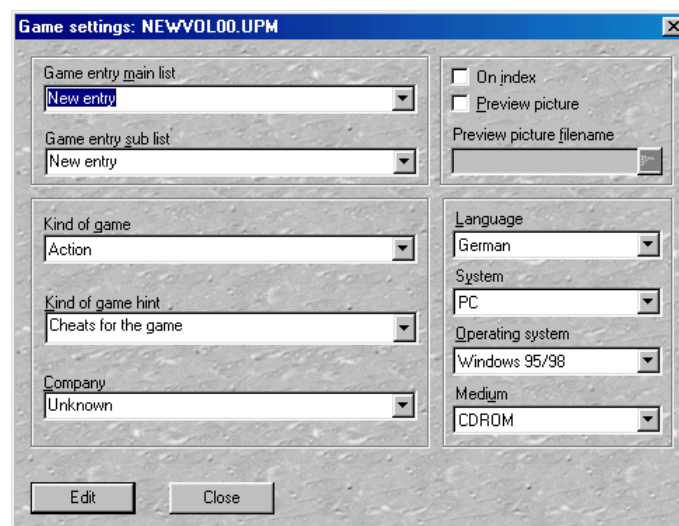 Game settings: NEWVOL00.UPM
Game entry main list
New entry
Game entry sub list
New entry
On index
Preview picture
Preview picture filename
Kind of game
Action
Kind of game hint
Cheats for the game
Company
Unknown
Language
German
System
PC
Operating system
Windows 95/98
Medium
CDROM
Edit
Close